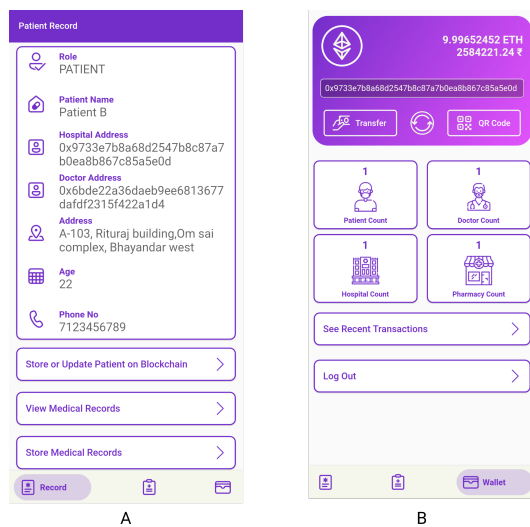 Patient Record
Role
PATIENT
Patient Name
Patient B
Hospital Address
0x9733e7b8a68d2547b8c87a7
b0ea8b867c85a5e0d
Doctor Address
0x6bde22a36daeb9ee6813677
dafdf2315f422a1d4
Address
A-103, Rituraj building,Om sai
complex, Bhayandar west
Age
22
Phone No
7123456789
Store or Update Patient on Blockchain
View Medical Records
Store Medical Records
Record
A
9.99652452 ETH
2584221.24 ₹
0x9733e7b8a68d2547b8c87a7b0ea8b867c85a5e0d
Transfer
QR Code
1
Patient Count
1
Doctor Count
1
Hospital Count
1
Pharmacy Count
See Recent Transactions
Log Out
Wallet
B